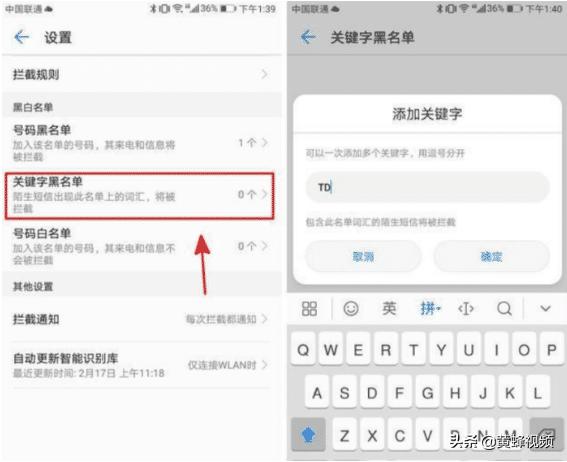 中国联通
36%
下午1:39
设置
拦截规则
黑白名单
号码黑名单
加入该名单的号码，其来电和信息将
被拦截
1 个
关键字黑名单
陌生短信出现此名单上的词汇，将被
拦截
0 个
号码白名单
加入该名单的号码，其来电和信息不
会被拦截
0 个
其他设置
拦截通知
每次拦截都通知
自动更新智能识别库
最近更新时间: 2月17日 上午11:18
仅连接WLAN时
中国联通
36%
下午1:40
关键字黑名单
添加关键字
可以一次添加多个关键字，用逗号分开
TD
包含此名单词汇的陌生短信将被拦截
取消
确定
英
拼
Q W E R T Y U I O P
A S D F G H J K L
Z X C V B N M
头条 @黄蜂视频